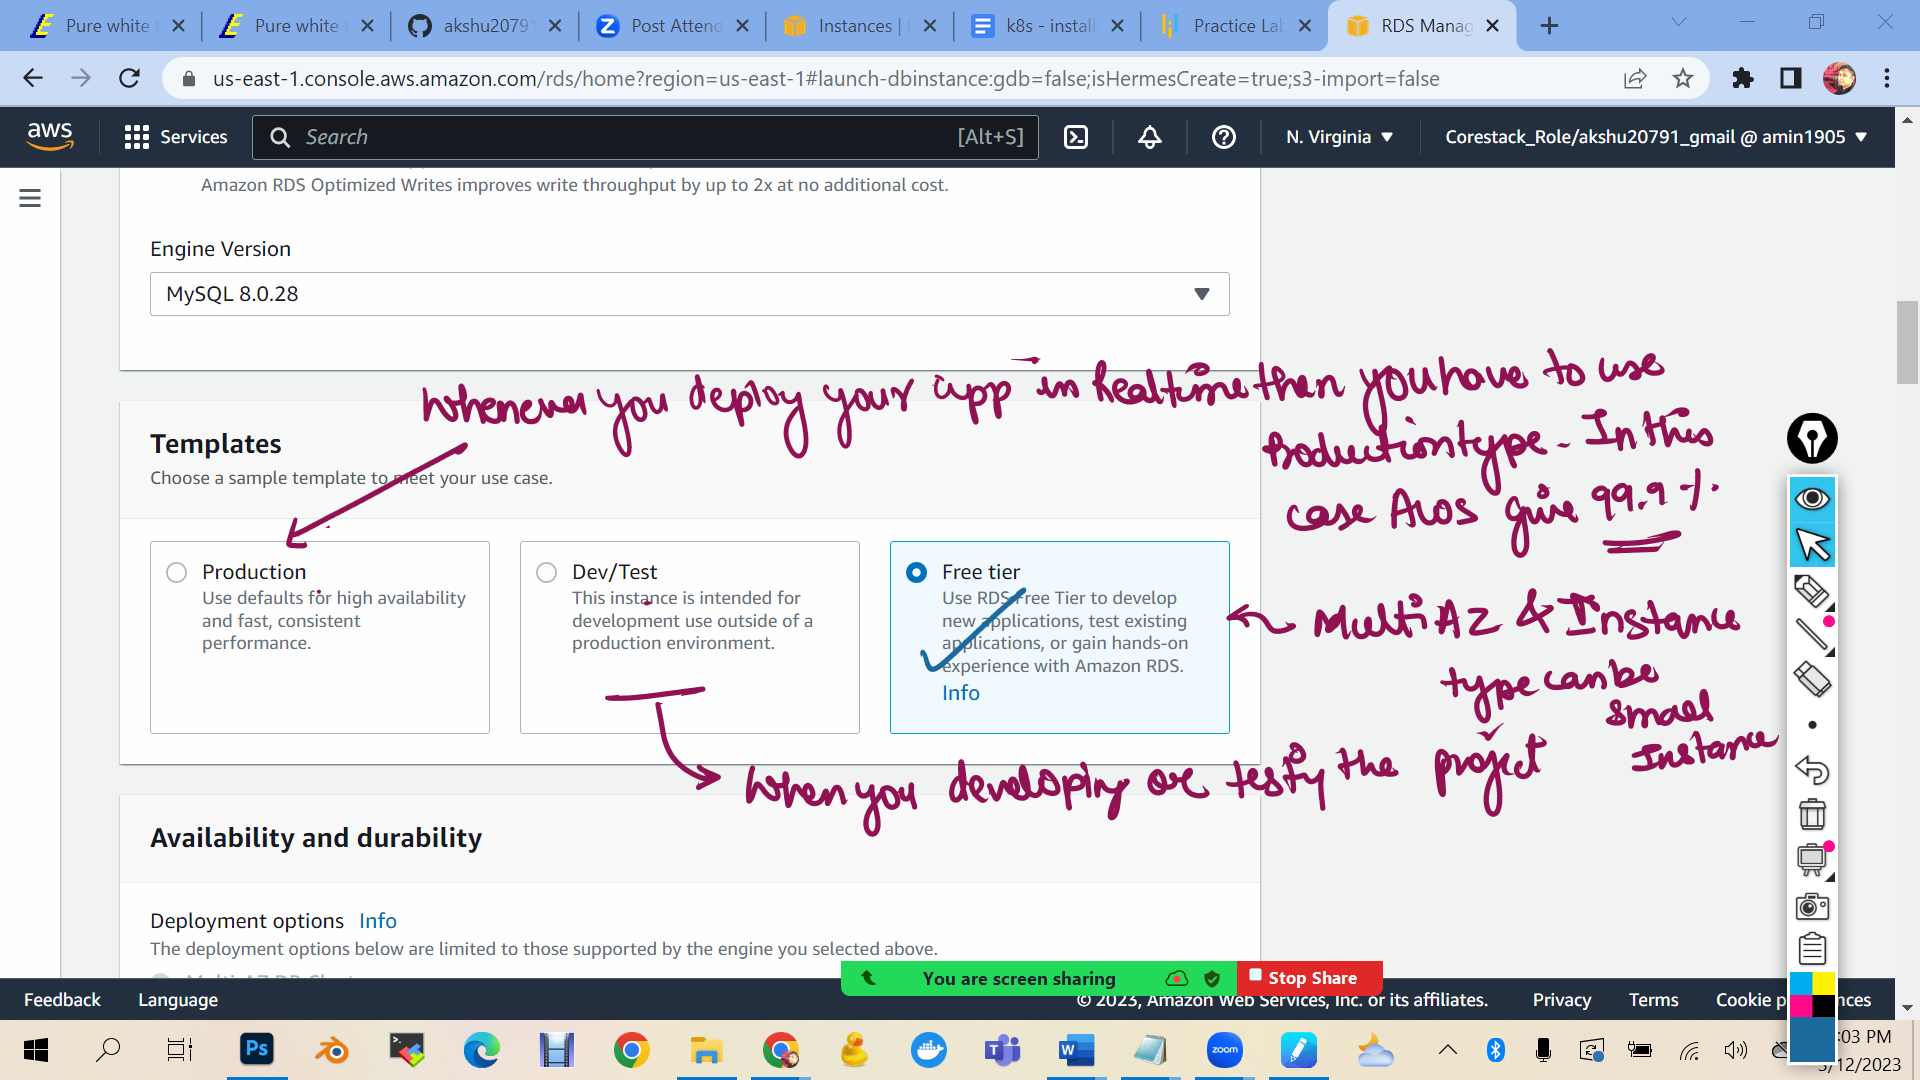 Pure white
Pure white
akshu2079
Post Attend
Instances |
k8s - install
Practice Lab
RDS Manag
us-east-1.console.aws.amazon.com/rds/home?region=us-east-1#launch-dbinstance:gdb=false;isHermesCreate=true;s3-import=false
aws
Services
Search
[Alt+S]
N. Virginia
Corestack_Role/akshu20791_gmail @ amin1905
Amazon RDS Optimized Writes improves write throughput by up to 2x at no additional cost.
Engine Version
MySQL 8.0.28
Whenever you deploy your app in Realtime than you have to use
Production type - In this
case AWS give 99.9 %.
Templates
Choose a sample template to meet your use case.
Production
Use defaults for high availability
and fast, consistent
performance.
Dev/Test
This instance is intended for
development use outside of a
production environment.
Free tier
Use RDS Free Tier to develop
new applications, test existing
applications, or gain hands-on
experience with Amazon RDS.
Info
Multi AZ & Instance
type can be
small
Instance
When you developing or testy the project
Availability and durability
Deployment options Info
The deployment options below are limited to those supported by the engine you selected above.
You are screen sharing
Stop Share
Feedback
Language
© 2023, Amazon Web Services, Inc. or its affiliates.
Privacy
Terms
Cookie
Ps
W
zoom
:03 PM
/12/2023